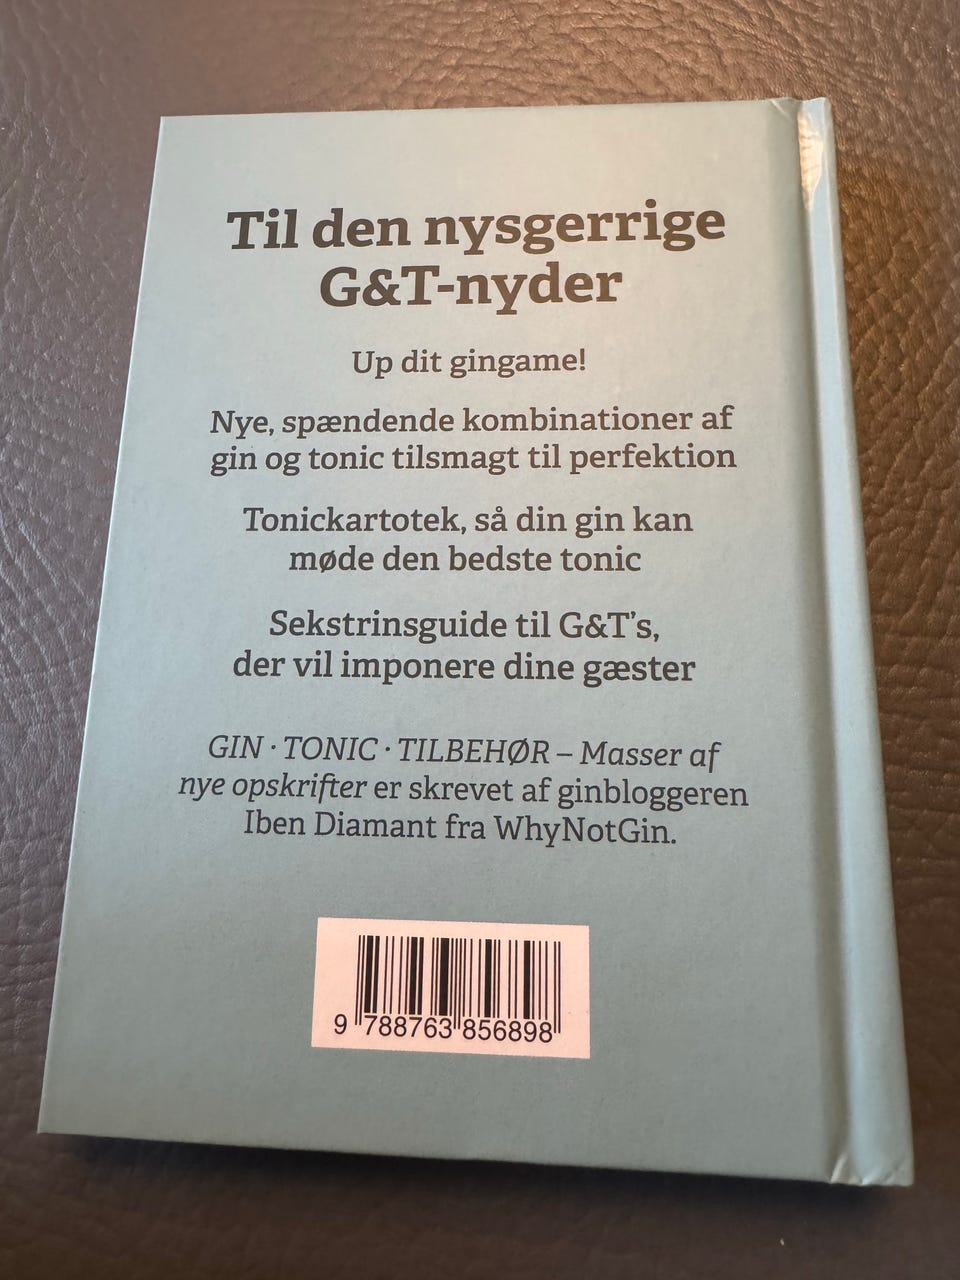 Til den nysgerrige
G&T-nyder
Up dit gingame!
Nye, spændende kombinationer af
gin og tonic tilsmagt til perfektion
Tonickartotek, så din gin kan
møde den bedste tonic
Sekstrinsguide til G&T's,
der vil imponere dine gæster
GIN · TONIC · TILBEHØR – Masser af
nye opskrifter er skrevet af ginbloggeren
Iben Diamant fra WhyNotGin.
9 788763 856898